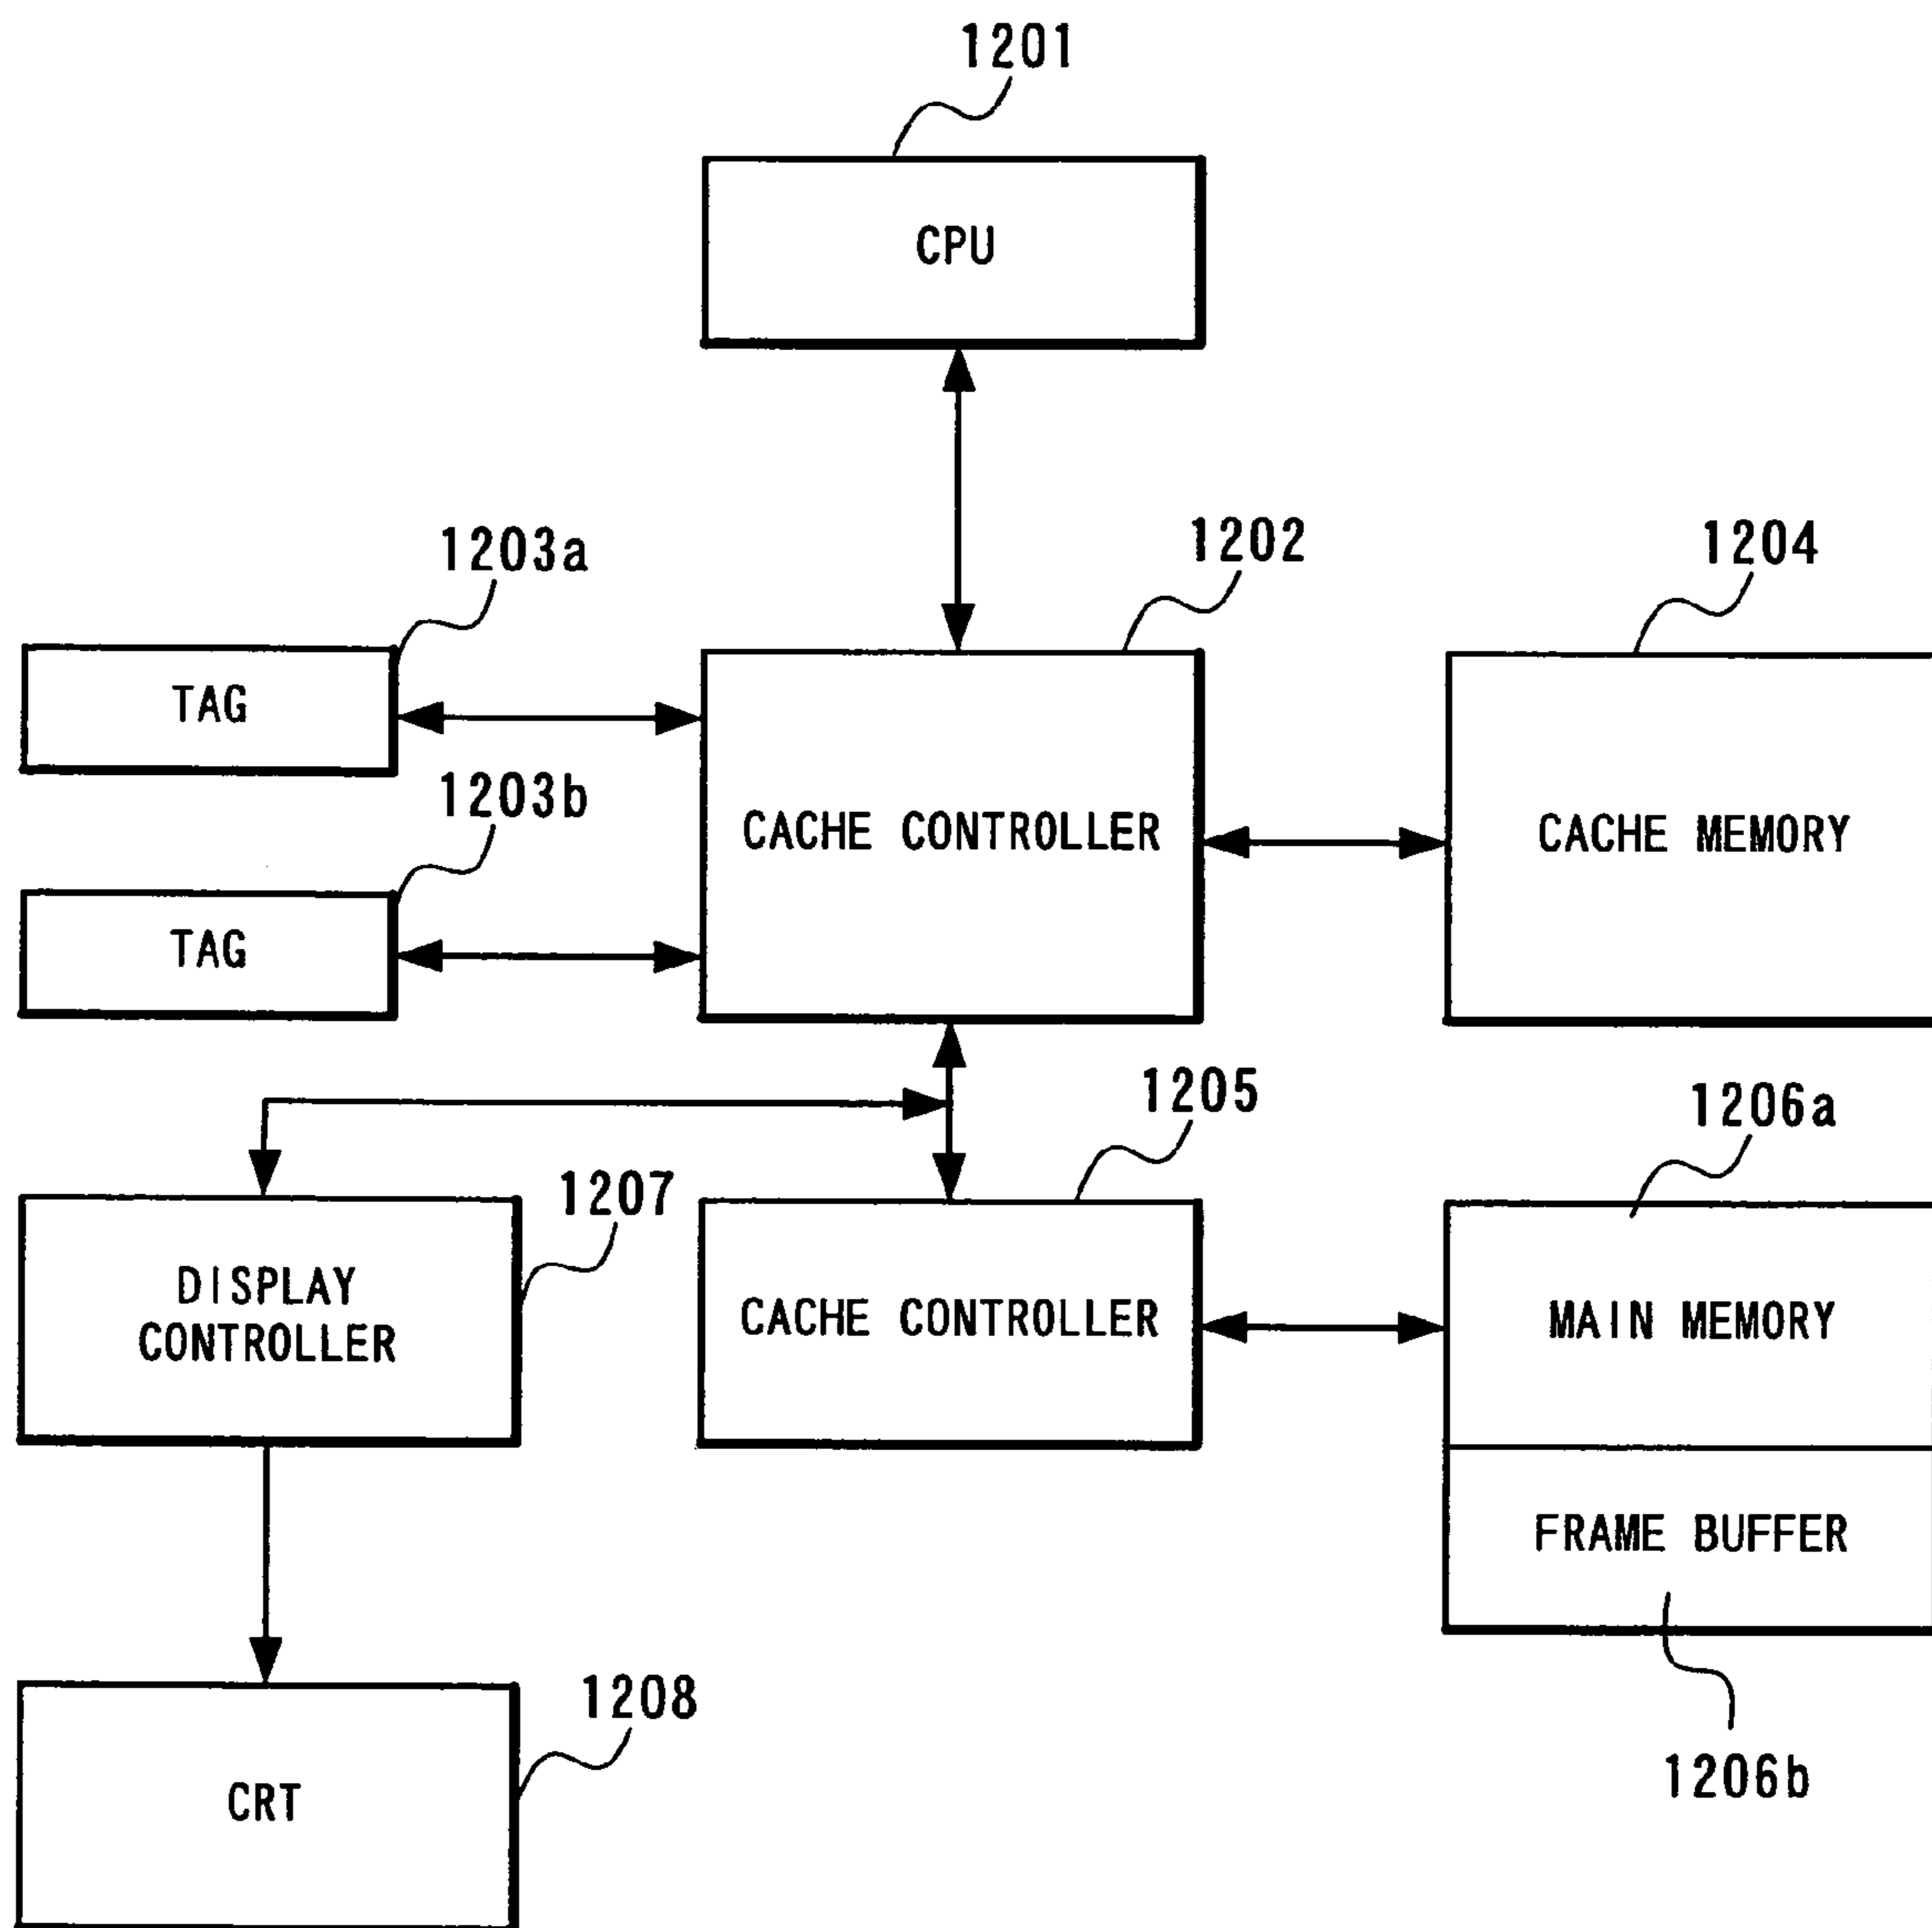 1201
CPU
1203a
1202
1204
TAG
1203b
CACHE CONTROLLER
CACHE MEMORY
TAG
1205
1206a
1207
DISPLAY
CONTROLLER
CACHE CONTROLLER
MAIN MEMORY
FRAME BUFFER
1208
1206b
CRT